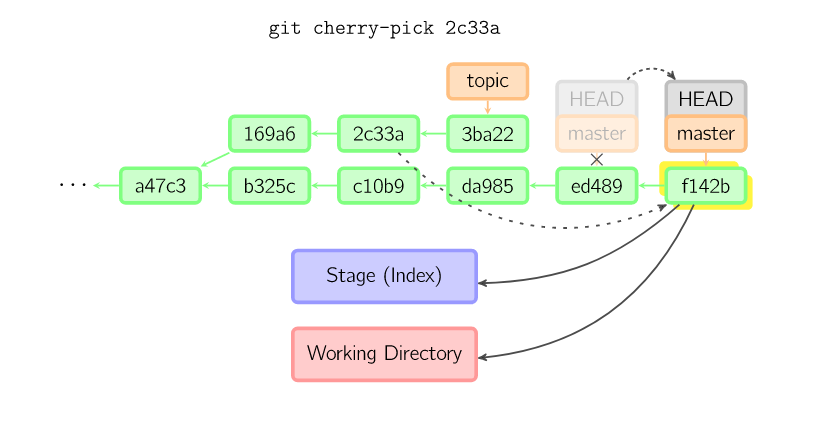 git cherry-pick 2c33a
topic
HEAD
HEAD
master
master
169a6
2c33a
3ba22
···
a47c3
b325c
c10b9
da985
ed489
f142b
Stage (Index)
Working Directory